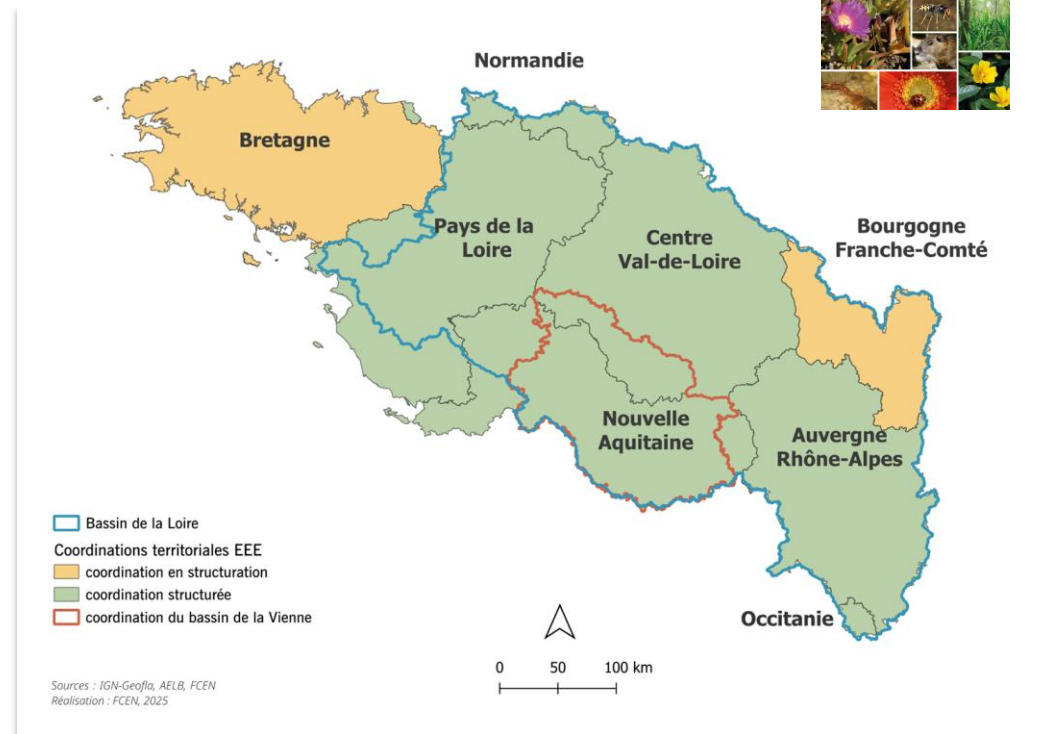 Normandie
Bretagne
Bourgogne
Franche-Comté
Pays de la
Loire
Centre
Val-de-Loire
Nouvelle
Aquitaine
Auvergne
Rhône-Alpes
Occitanie
Bassin de la Loire
Coordinations territoriales EEE
coordination en structuration
coordination structurée
coordination du bassin de la Vienne
0 50 100 km
Sources : IGN-Geofla, AELB, FCEN
Réalisation : FCEN, 2025